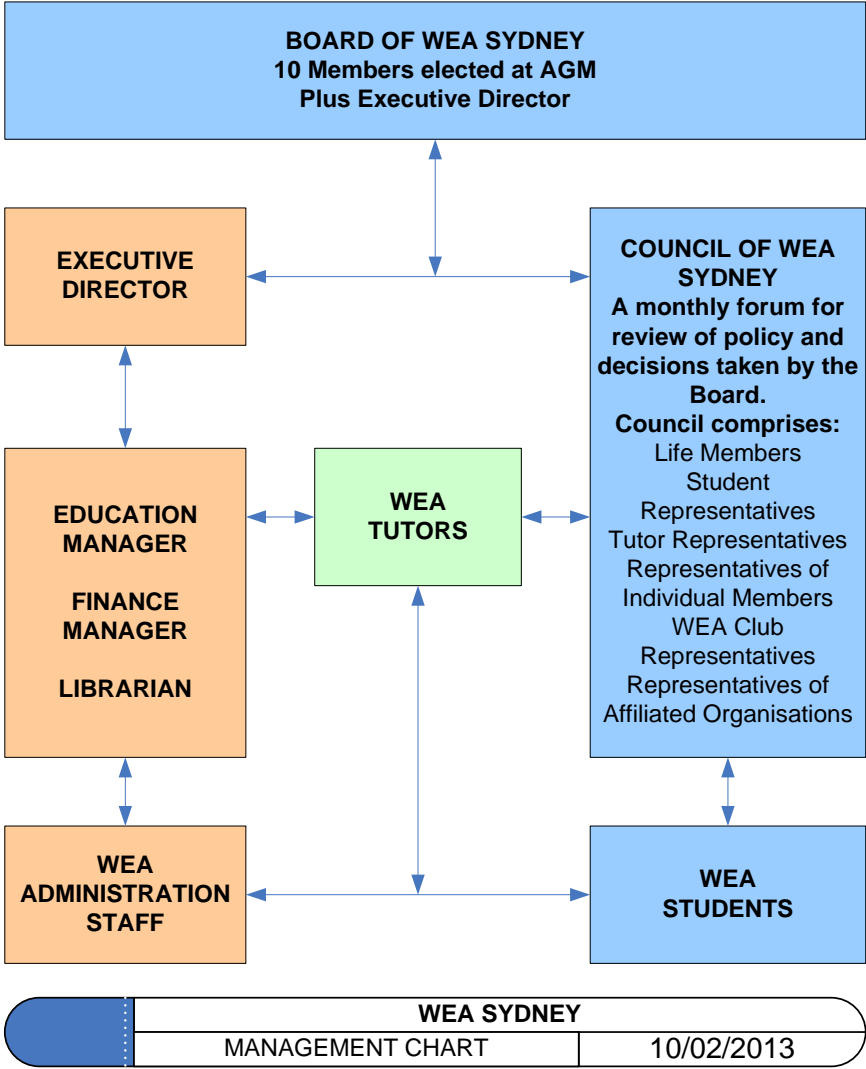 BOARD OF WEA SYDNEY
10 Members elected at AGM
Plus Executive Director
EXECUTIVE
DIRECTOR
COUNCIL OF WEA
SYDNEY
A monthly forum for
review of policy and
decisions taken by the
Board.
Council comprises:
Life Members
Student
Representatives
Tutor Representatives
Representatives of
Individual Members
WEA Club
Representatives
Representatives of
Affiliated Organisations
EDUCATION
MANAGER
FINANCE
MANAGER
LIBRARIAN
WEA
TUTORS
WEA
ADMINISTRATION
STAFF
WEA
STUDENTS
WEA SYDNEY
MANAGEMENT CHART
10/02/2013